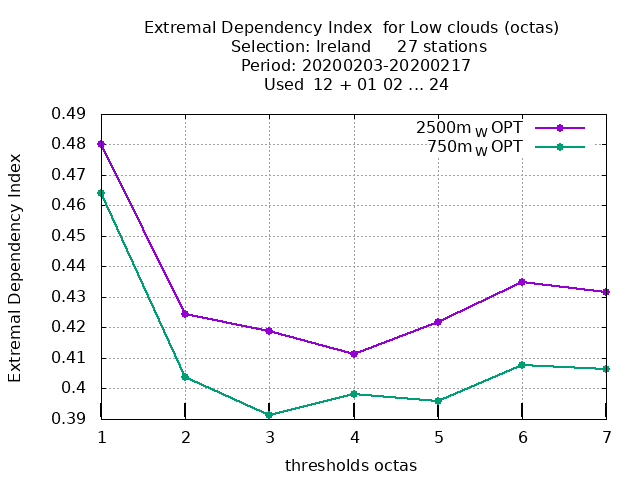 Extremal Dependency Index  for Low clouds (octas)
Selection: Ireland     27 stations
Period: 20200203-20200217
Used  12 + 01 02 ... 24
Extremal Dependency Index
0.49
0.48
0.47
0.46
0.45
0.44
0.43
0.42
0.41
0.4
0.39
2500m W OPT
750m W OPT
1 2 3 4 5 6 7
thresholds octas